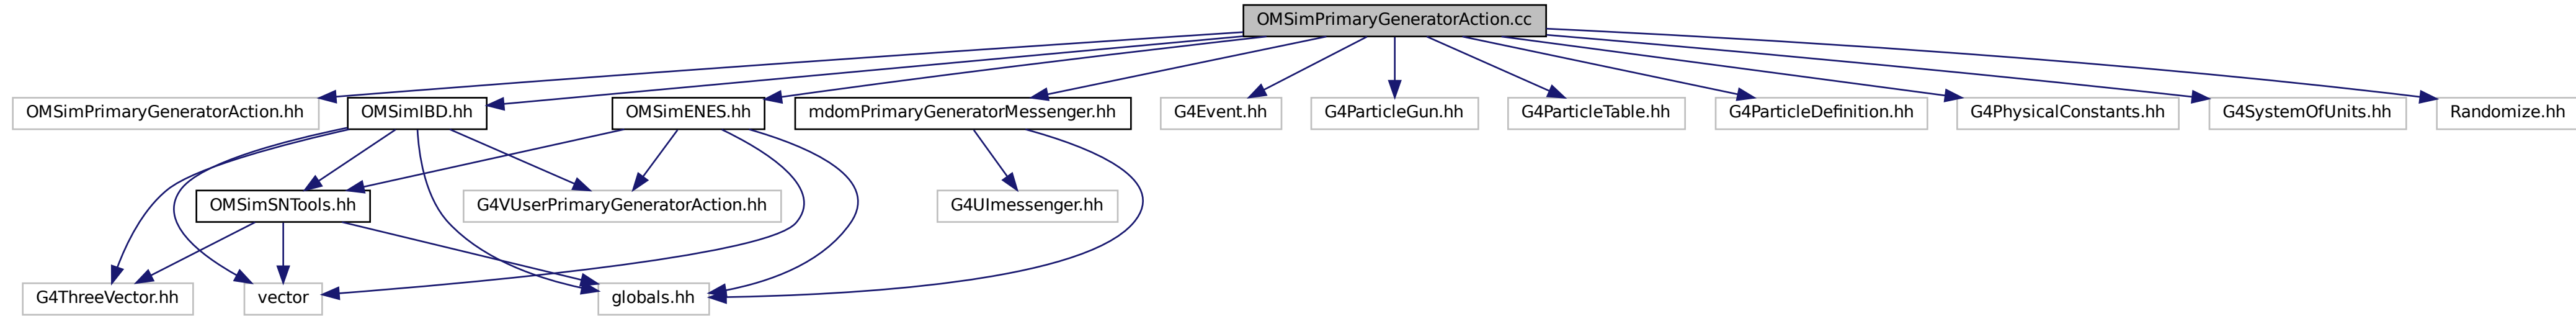 OMSimPrimaryGeneratorAction.cc
OMSimPrimaryGeneratorAction.hh
OMSimIBD.hh
OMSimENES.hh
mdomPrimaryGeneratorMessenger.hh
G4Event.hh
G4ParticleGun.hh
G4ParticleTable.hh
G4ParticleDefinition.hh
G4PhysicalConstants.hh
G4SystemOfUnits.hh
Randomize.hh
OMSimSNTools.hh
G4VUserPrimaryGeneratorAction.hh
G4UImessenger.hh
G4ThreeVector.hh
vector
globals.hh